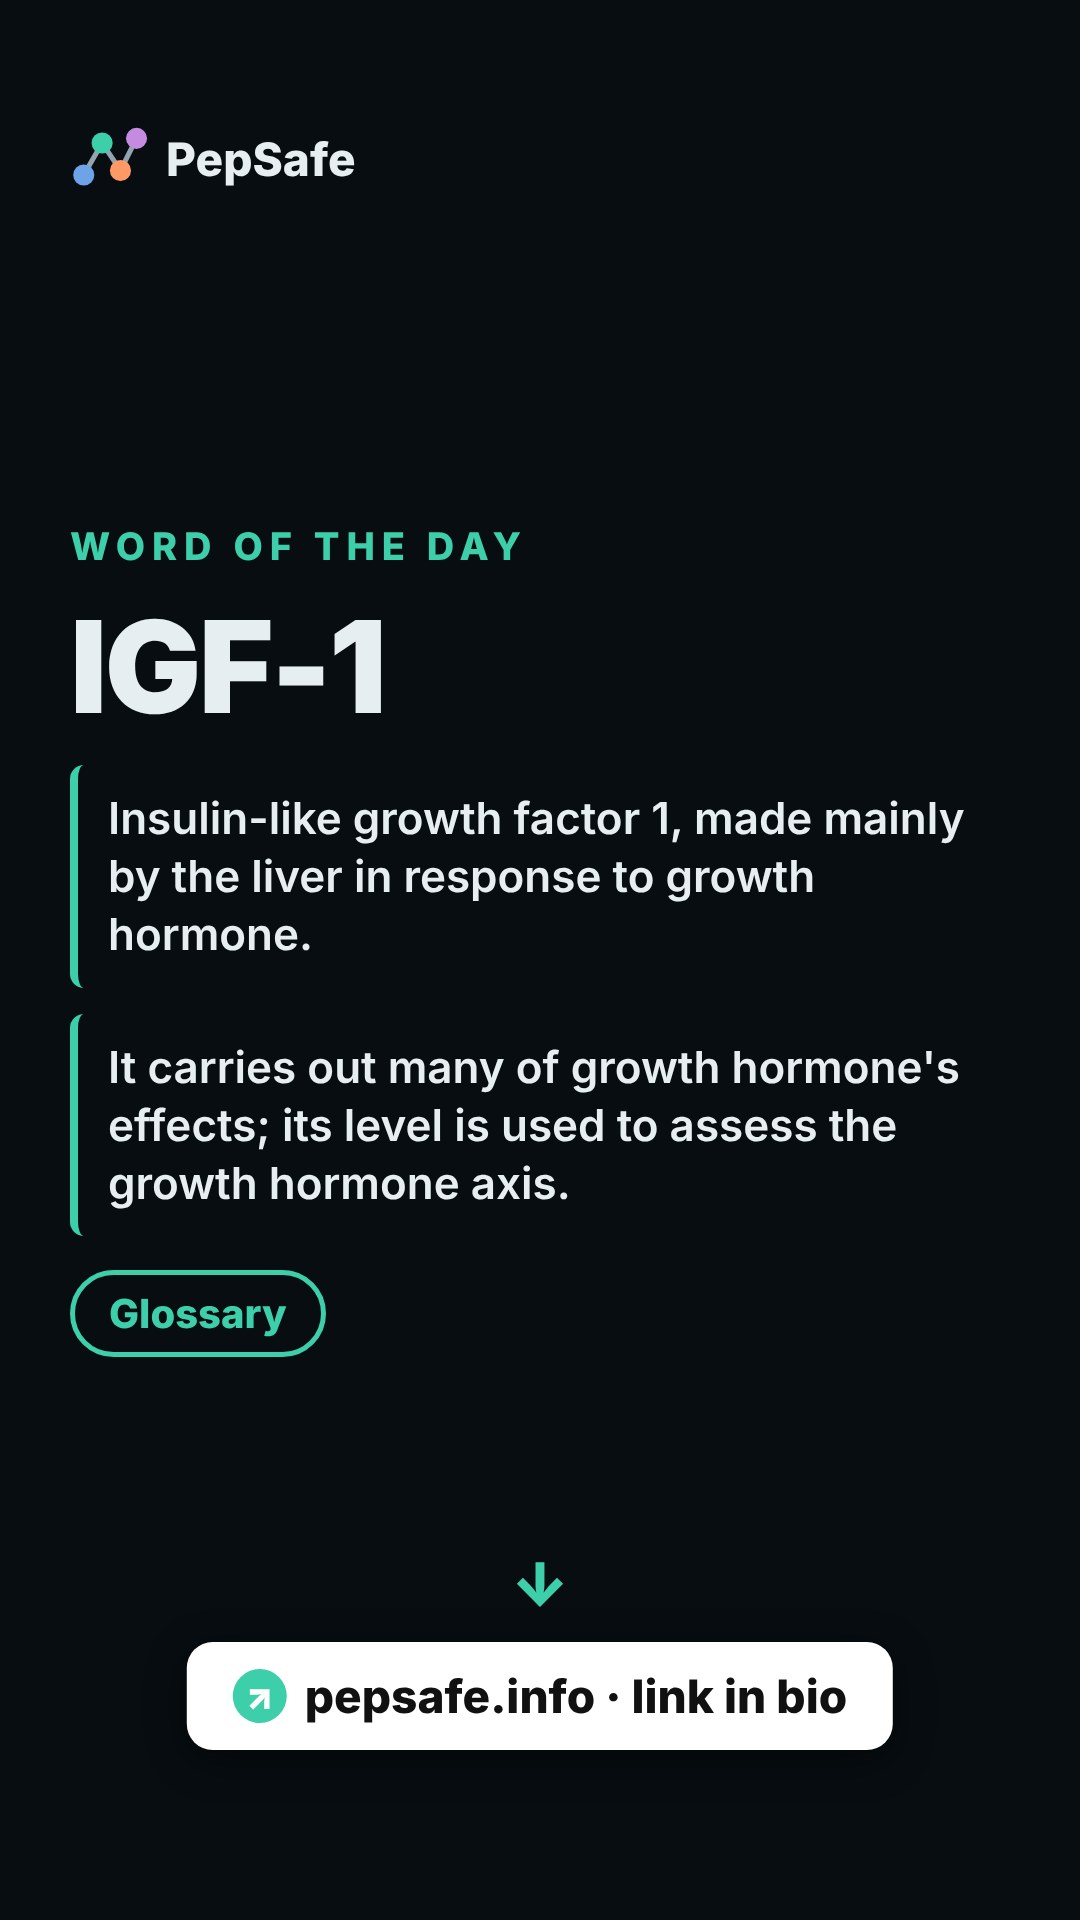 PepSafe
WORD OF THE DAY
IGF-1
Insulin-like growth factor 1, made mainly
by the liver in response to growth
hormone.
It carries out many of growth hormone's
effects; its level is used to assess the
growth hormone axis.
Glossary
pepsafe.info · link in bio